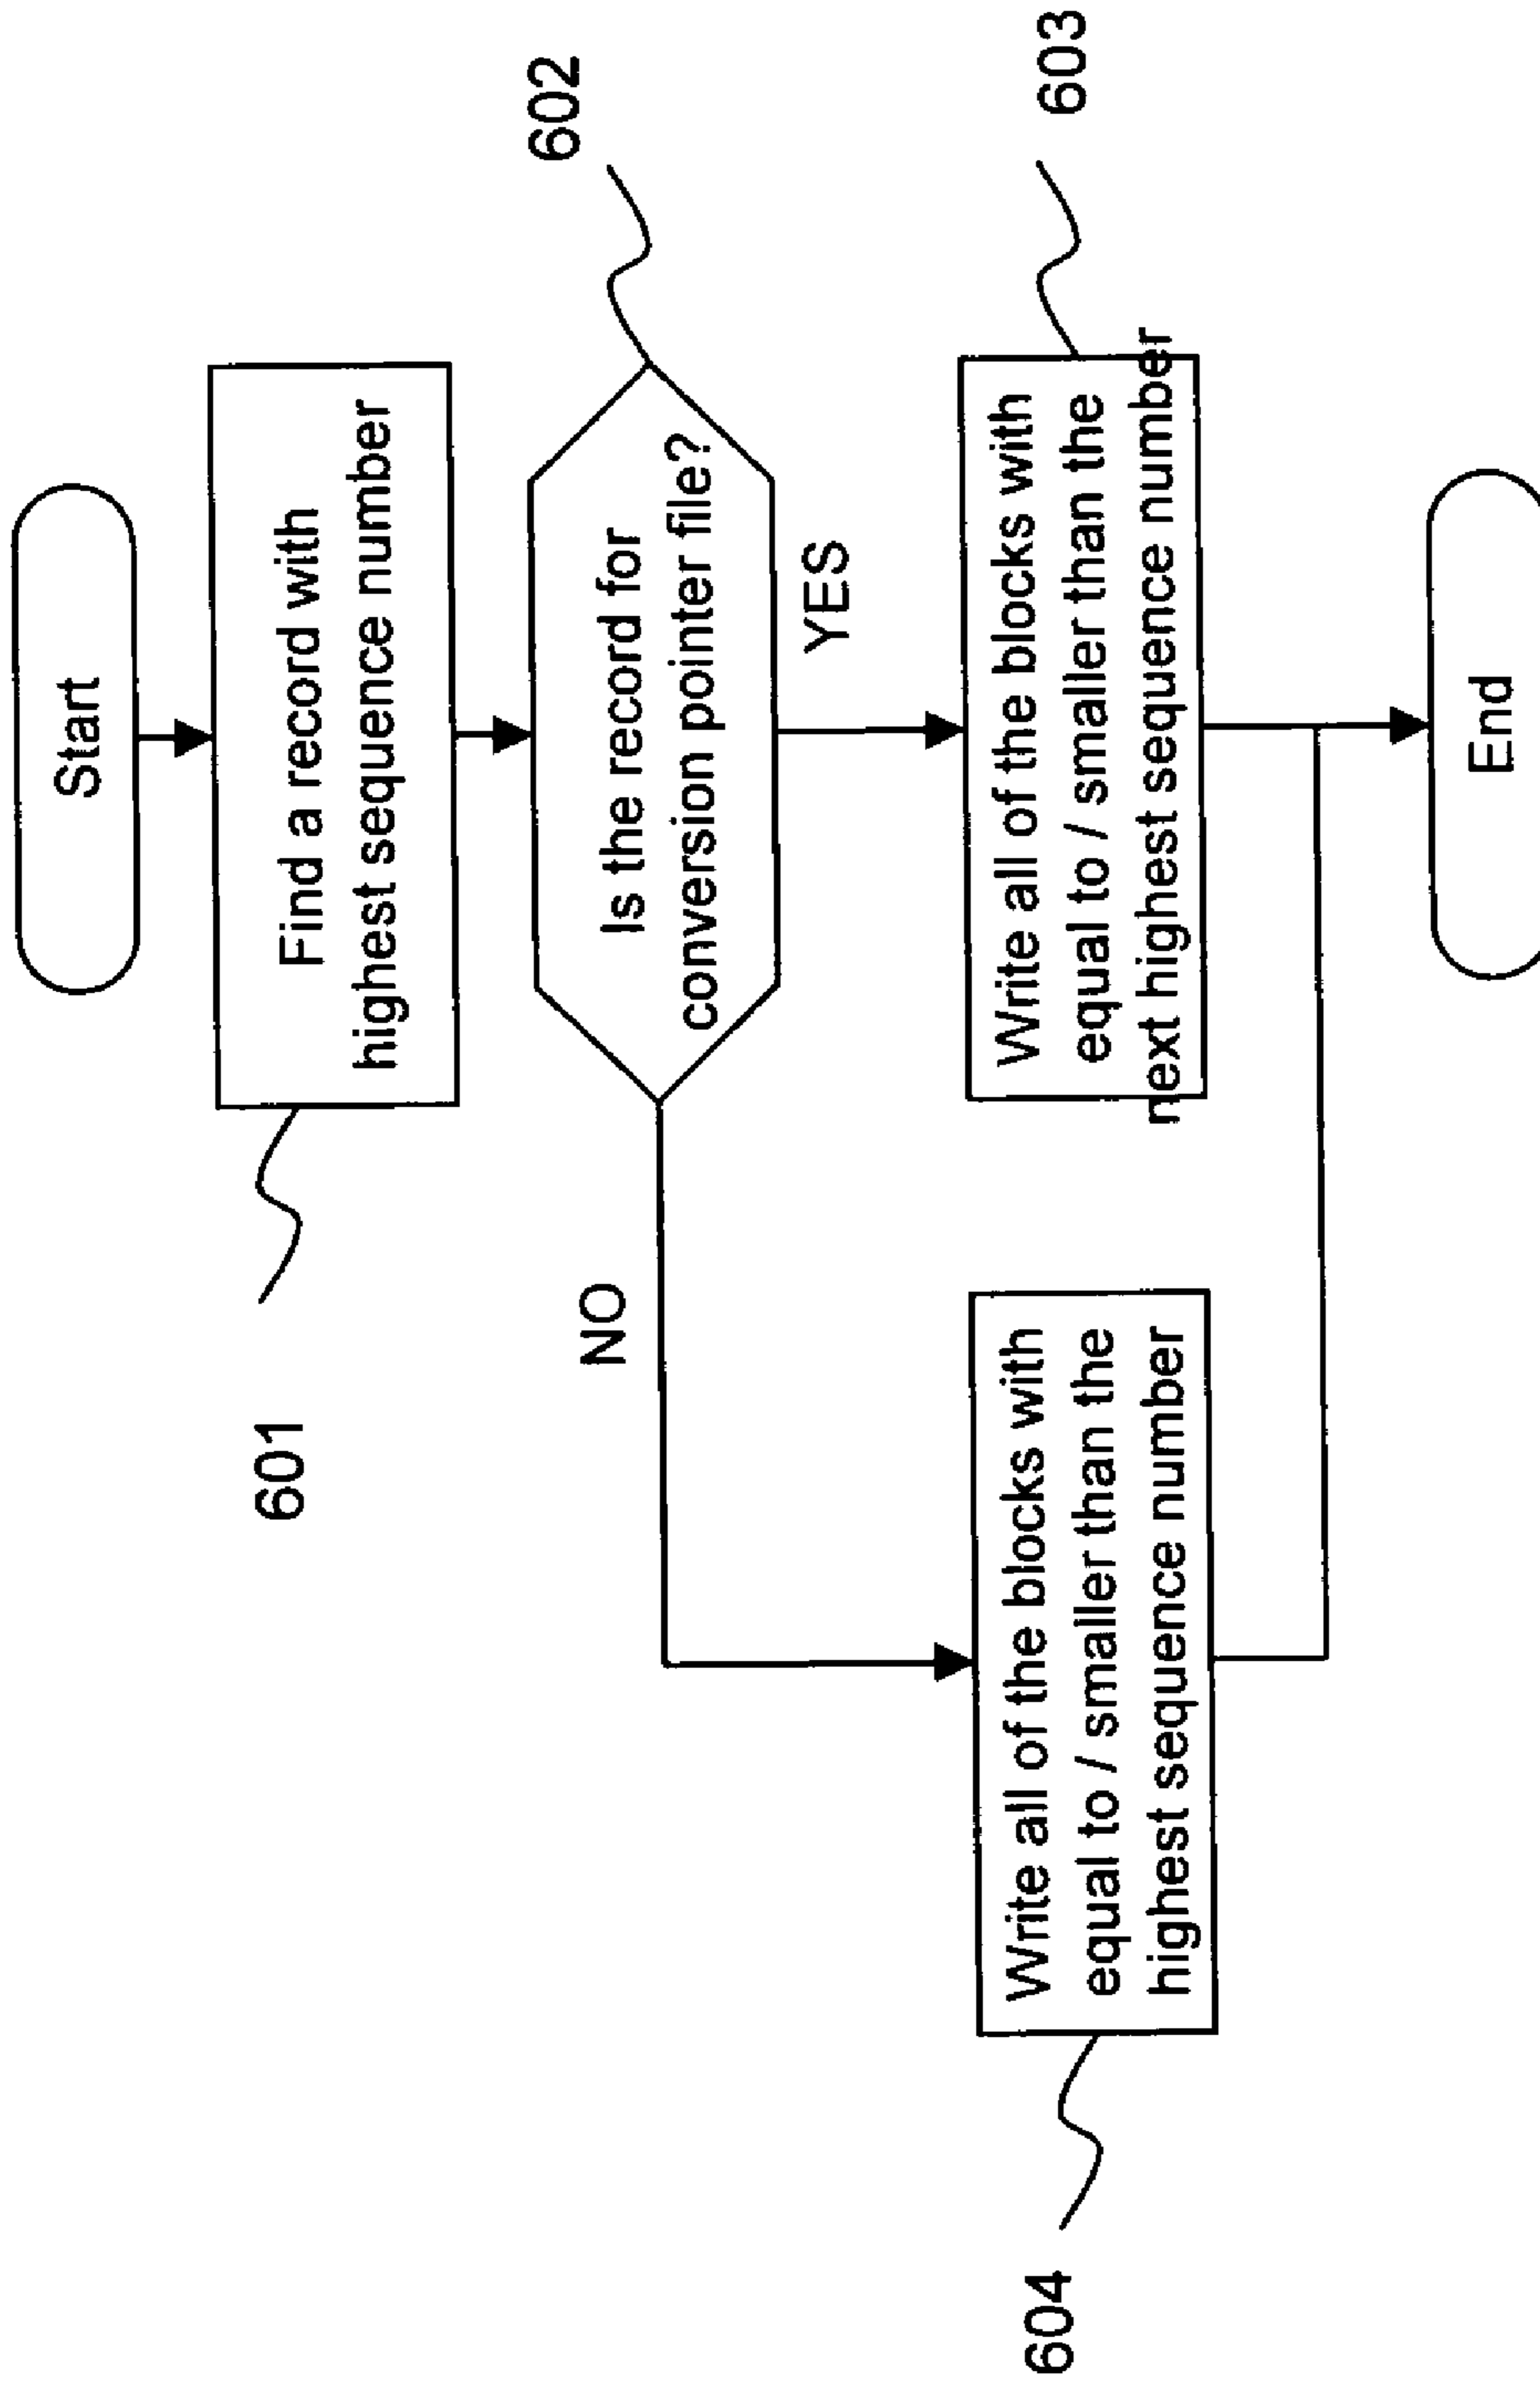 Start
601
Find a record with
highest sequence number
602
Is the record for
conversion pointer file?
NO
YES
604
Write all of the blocks with
equal to / smaller than the
highest sequence number
603
Write all of the blocks with
equal to / smaller than the
next highest sequence number
End